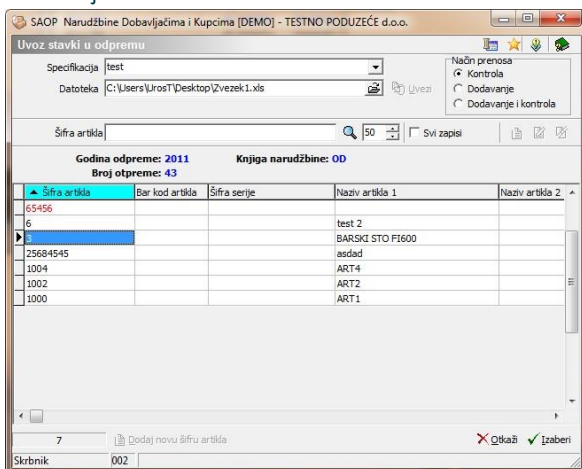 SAOP Narudžbine Dobavljačima i Kupcima [DEMO] - TESTNO PODUZEĆE d.o.o.
Uvoz stavki u odpremu
Specifikacija test
Datoteka C:\Users\UrosT\Desktop\Zvezek1.xls Uvezi
Način prenosa
Kontrola
Dodavanje
Dodavanje i kontrola
Šifra artikla 50 Svi zapisi
Godina odpreme: 2011 Knjiga narudžbine: OD
Broj otpreme: 43
Šifra artikla Bar kod artikla Šifra serije Naziv artikla 1 Naziv artikla 2
65456
6 test 2
3 BARSKI STO FI600
25684545 asdad
1004 ART4
1002 ART2
1000 ART1
7 Dodaj novu šifru artikla Otkaži Izaberi
Skrbnik 002